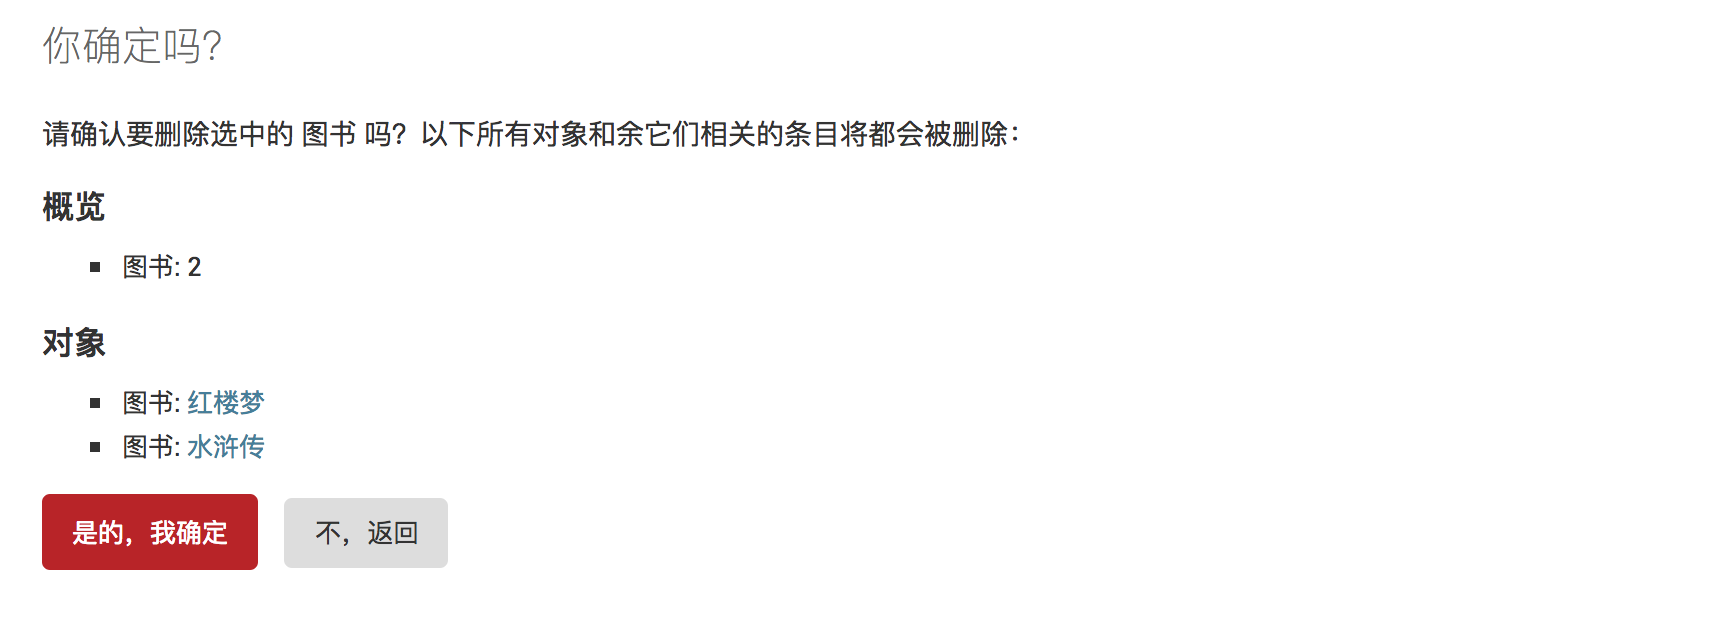 你确定吗？
请确认要删除选中的 图书 吗？以下所有对象和余它们相关的条目将都会被删除：
概览
图书: 2
对象
图书: 红楼梦
图书: 水浒传
是的，我确定
不，返回